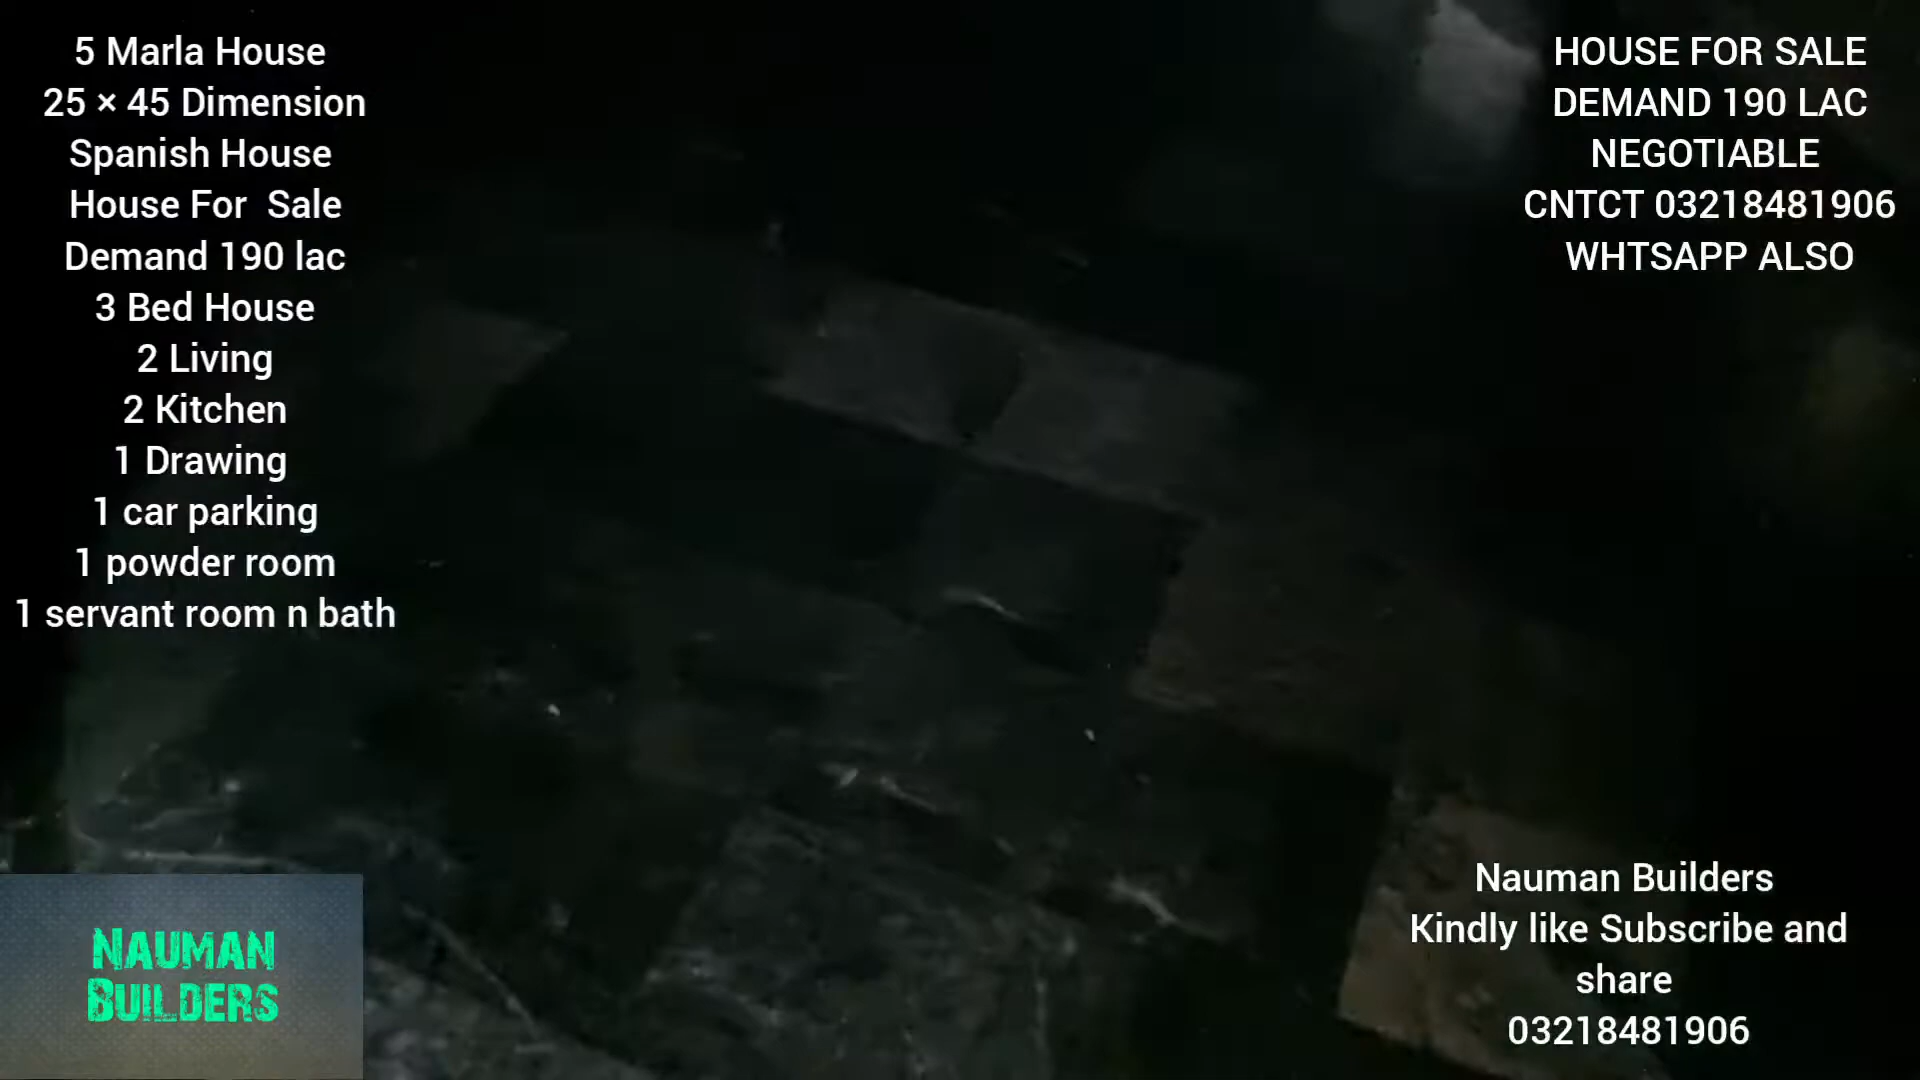 5 Marla House
25 × 45 Dimension
Spanish House
House For  Sale
Demand 190 lac
3 Bed House
2 Living
2 Kitchen
1 Drawing
1 car parking
1 powder room
1 servant room n bath
HOUSE FOR SALE
DEMAND 190 LAC
NEGOTIABLE
CNTCT 03218481906
WHTSAPP ALSO
NAUMAN
BUILDERS
Nauman Builders
Kindly like Subscribe and
share
03218481906